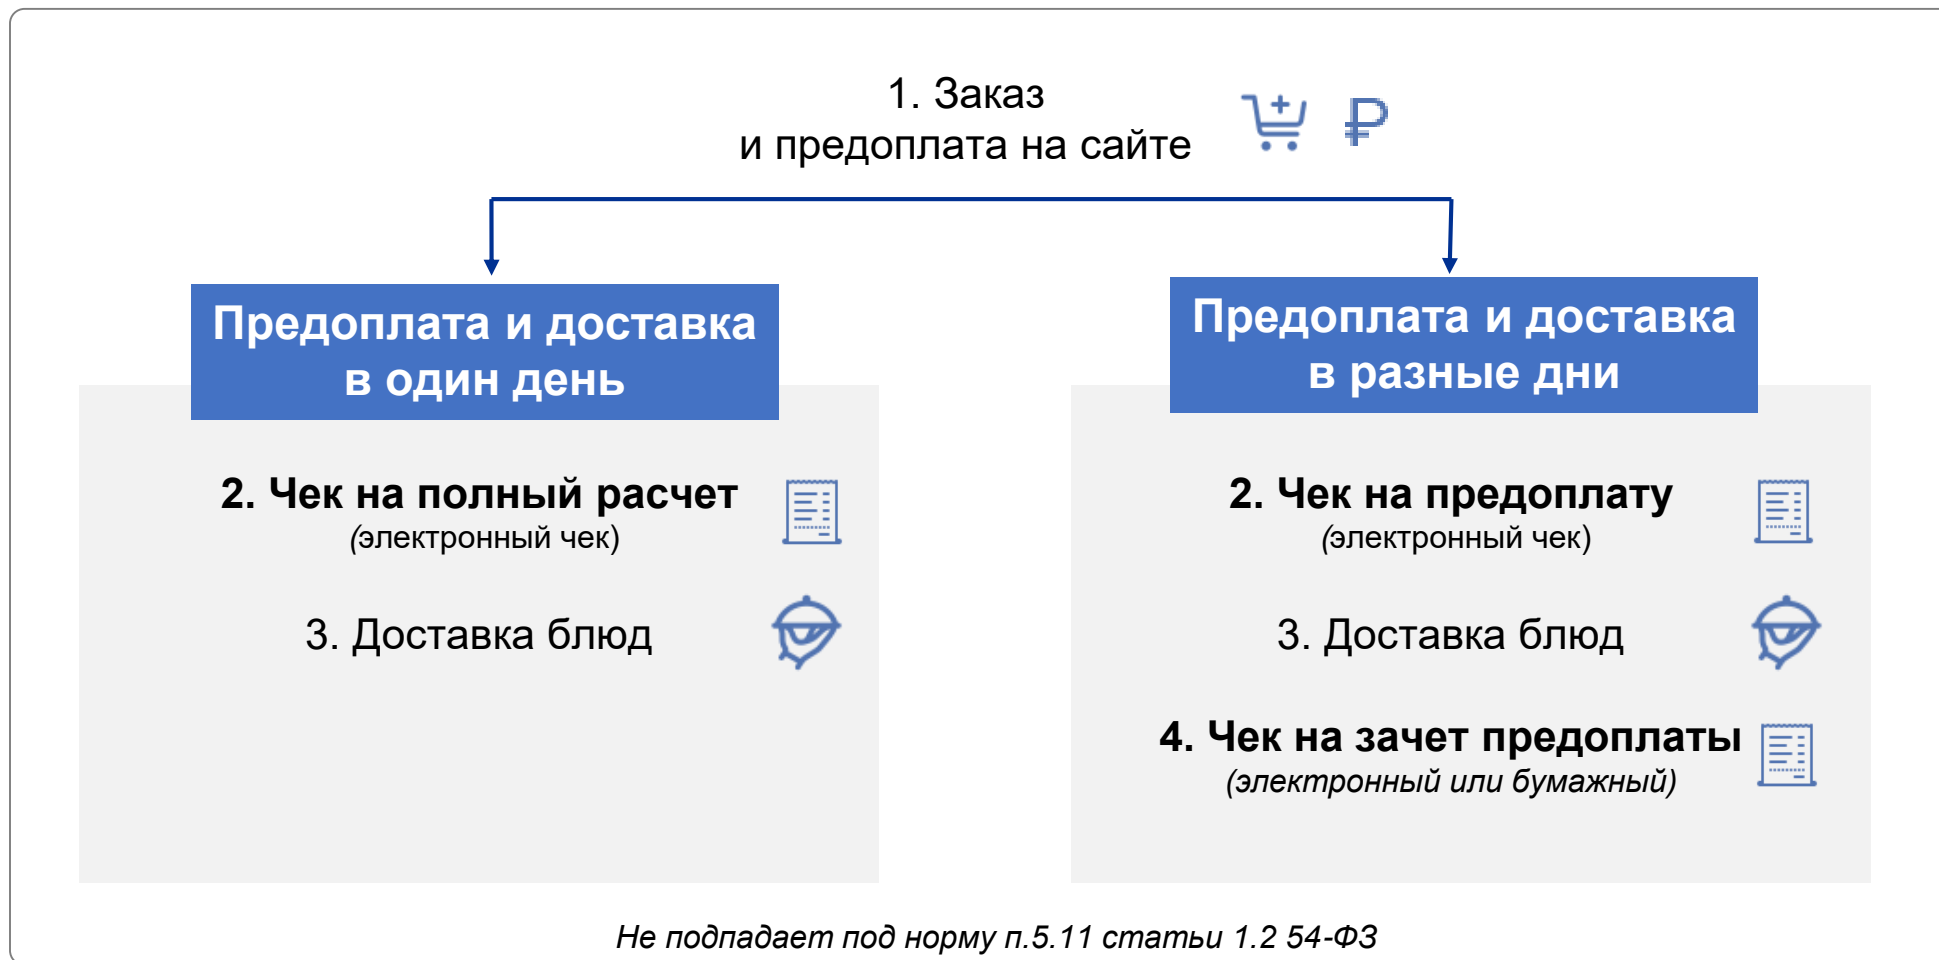 1. Заказ
и предоплата на сайте
Предоплата и доставка
в один день
2. Чек на полный расчет
(электронный чек)
3. Доставка блюд
Предоплата и доставка
в разные дни
2. Чек на предоплату
(электронный чек)
3. Доставка блюд
4. Чек на зачет предоплаты
(электронный или бумажный)
Не подпадает под норму п.5.11 статьи 1.2 54-ФЗ